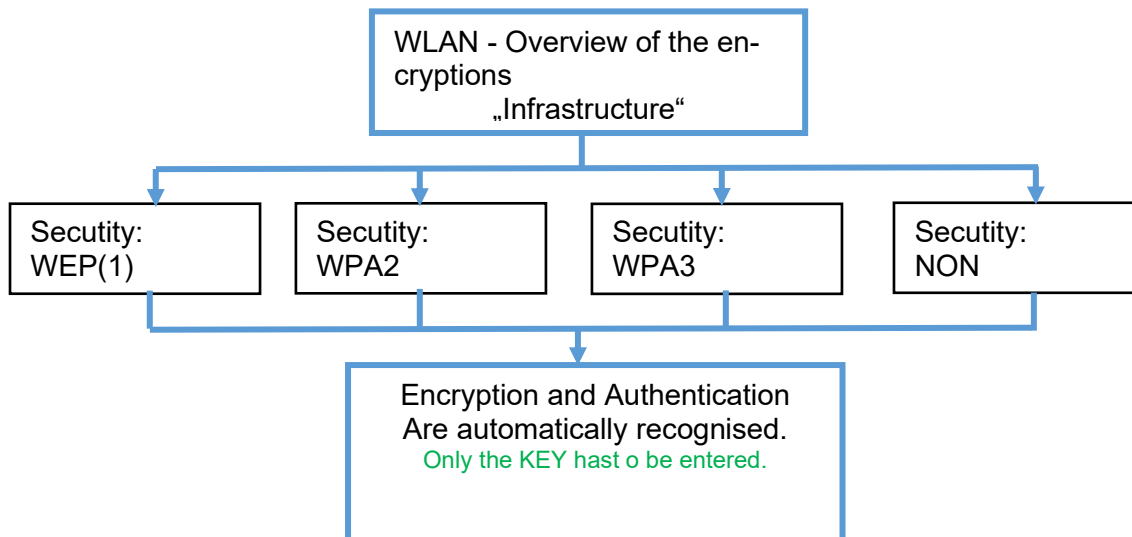 WLAN - Overview of the en-
cryptions
„Infrastructure“
Secutity:
WEP(1)
Secutity:
WPA2
Secutity:
WPA3
Secutity:
NON
Encryption and Authentication
Are automatically recognised.
Only the KEY hast o be entered.